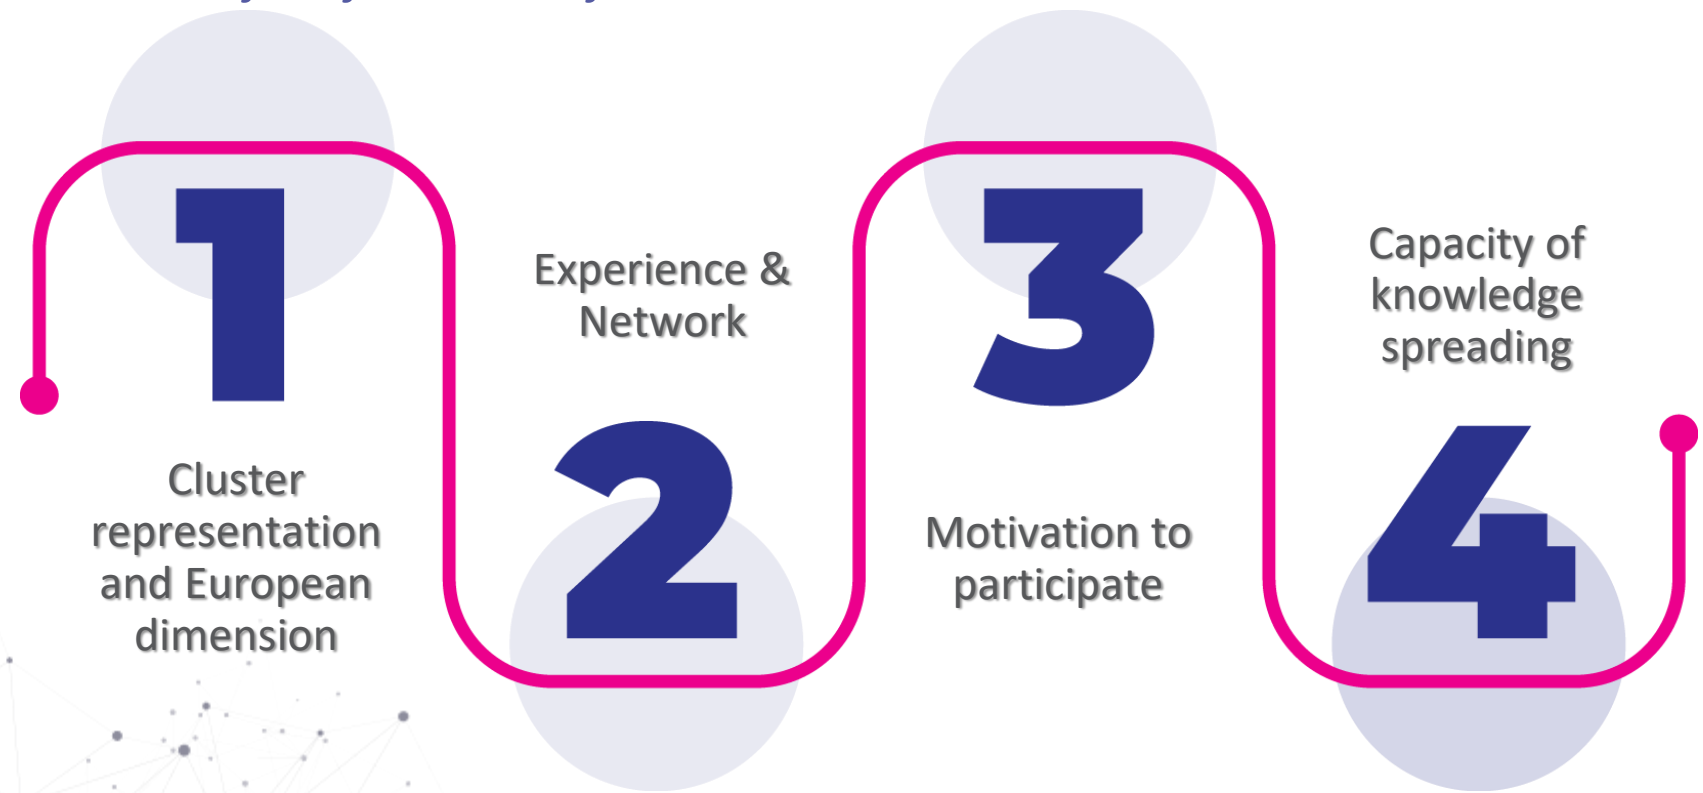 1
Cluster
representation
and European
dimension
Experience &
Network
2
3
Motivation to
participate
Capacity of
knowledge
spreading
4